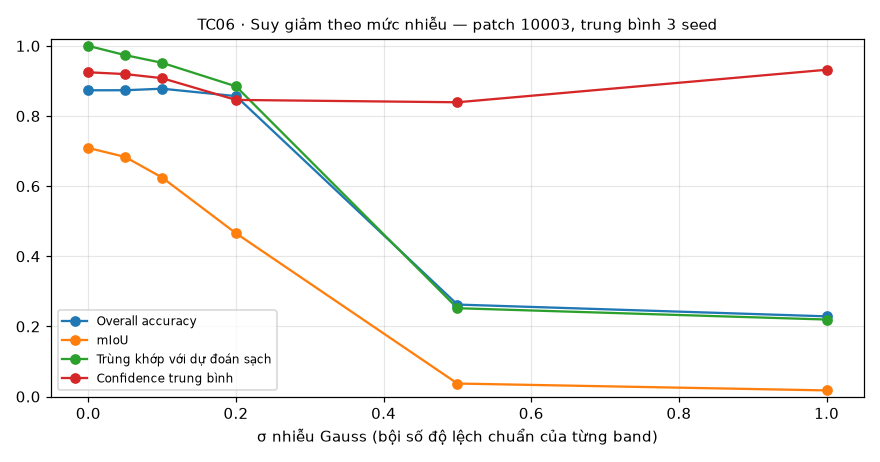 TC06 · Suy giảm theo mức nhiễu — patch 10003, trung bình 3 seed
1.0
0.8
0.6
0.4
0.2
0.0
Overall accuracy
mIoU
Trùng khớp với dự đoán sạch
Confidence trung bình
0.0 0.2 0.4 0.6 0.8 1.0
σ nhiễu Gauss (bội số độ lệch chuẩn của từng band)